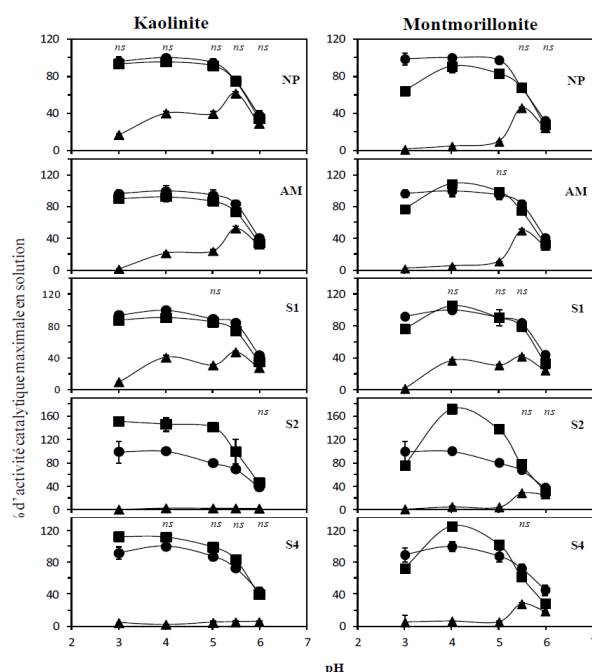 Kaolinite
Montmorillonite
% d’activité catalytique maximale en solution
120
80
40
0
ns ns ns ns ns
NP
120
80
40
0
ns ns
NP
120
80
40
0
AM
120
80
40
0
ns
AM
120
80
40
0
ns
S1
120
80
40
0
ns ns ns
S1
160
120
80
40
0
ns
S2
160
120
80
40
0
ns ns
S2
120
80
40
0
ns ns ns ns
S4
120
80
40
0
ns
S4
2 3 4 5 6 7
2 3 4 5 6 7
pH